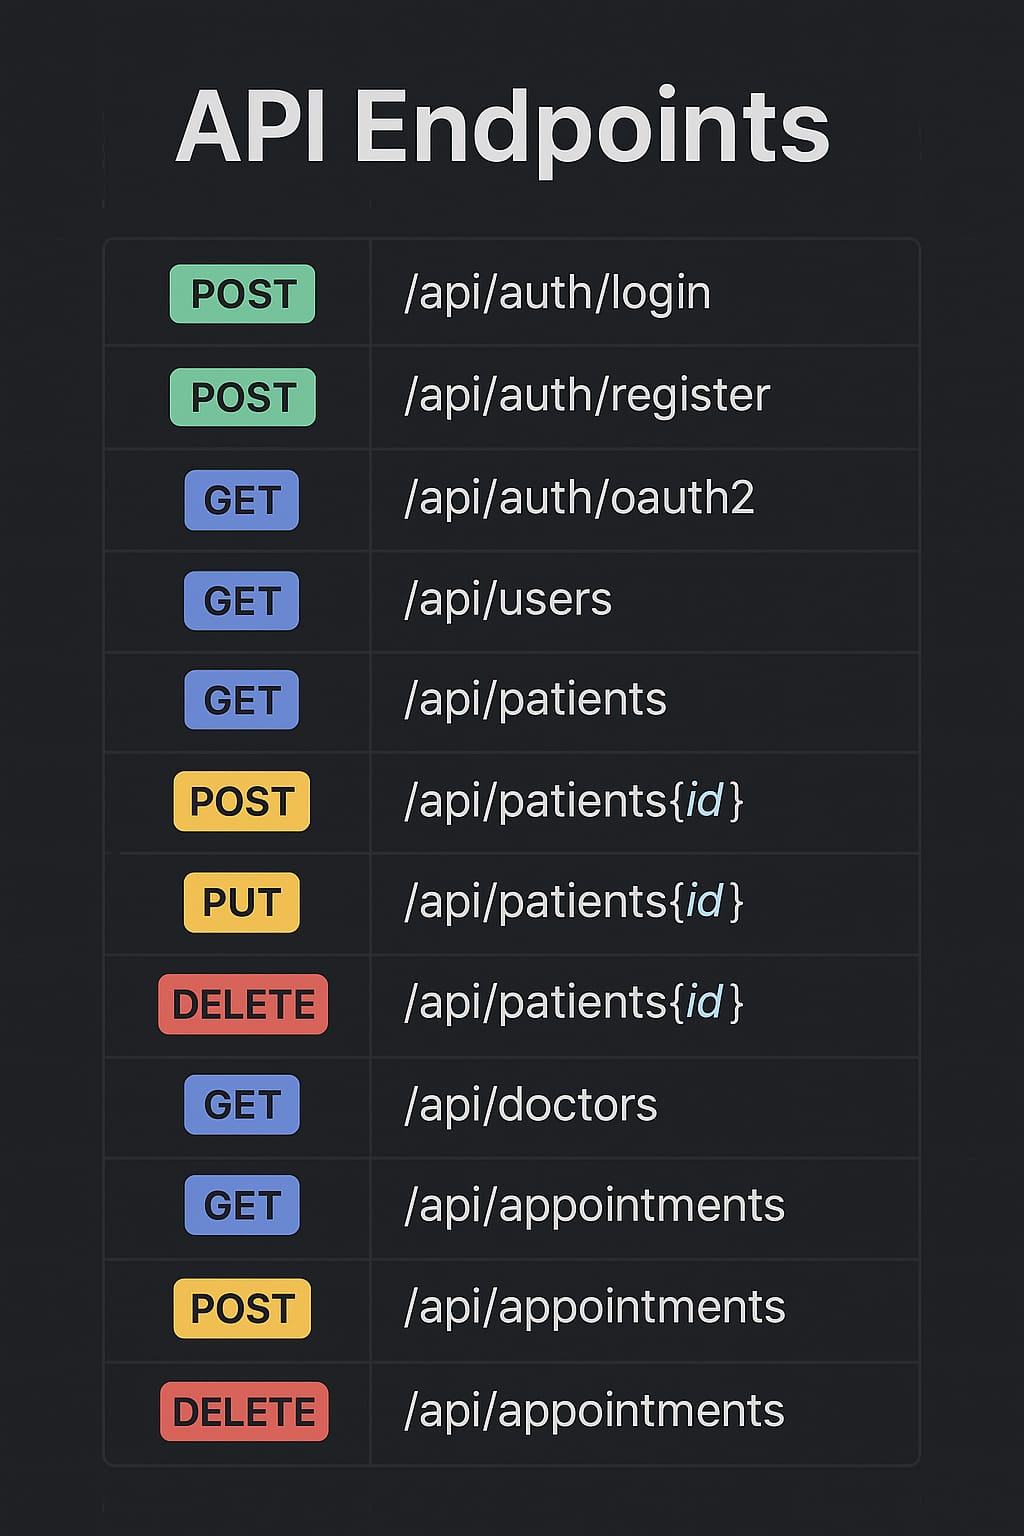 API Endpoints
POST /api/auth/login
POST /api/auth/register
GET /api/auth/oauth2
GET /api/users
GET /api/patients
POST /api/patients{id}
PUT /api/patients{id}
DELETE /api/patients{id}
GET /api/doctors
GET /api/appointments
POST /api/appointments
DELETE /api/appointments